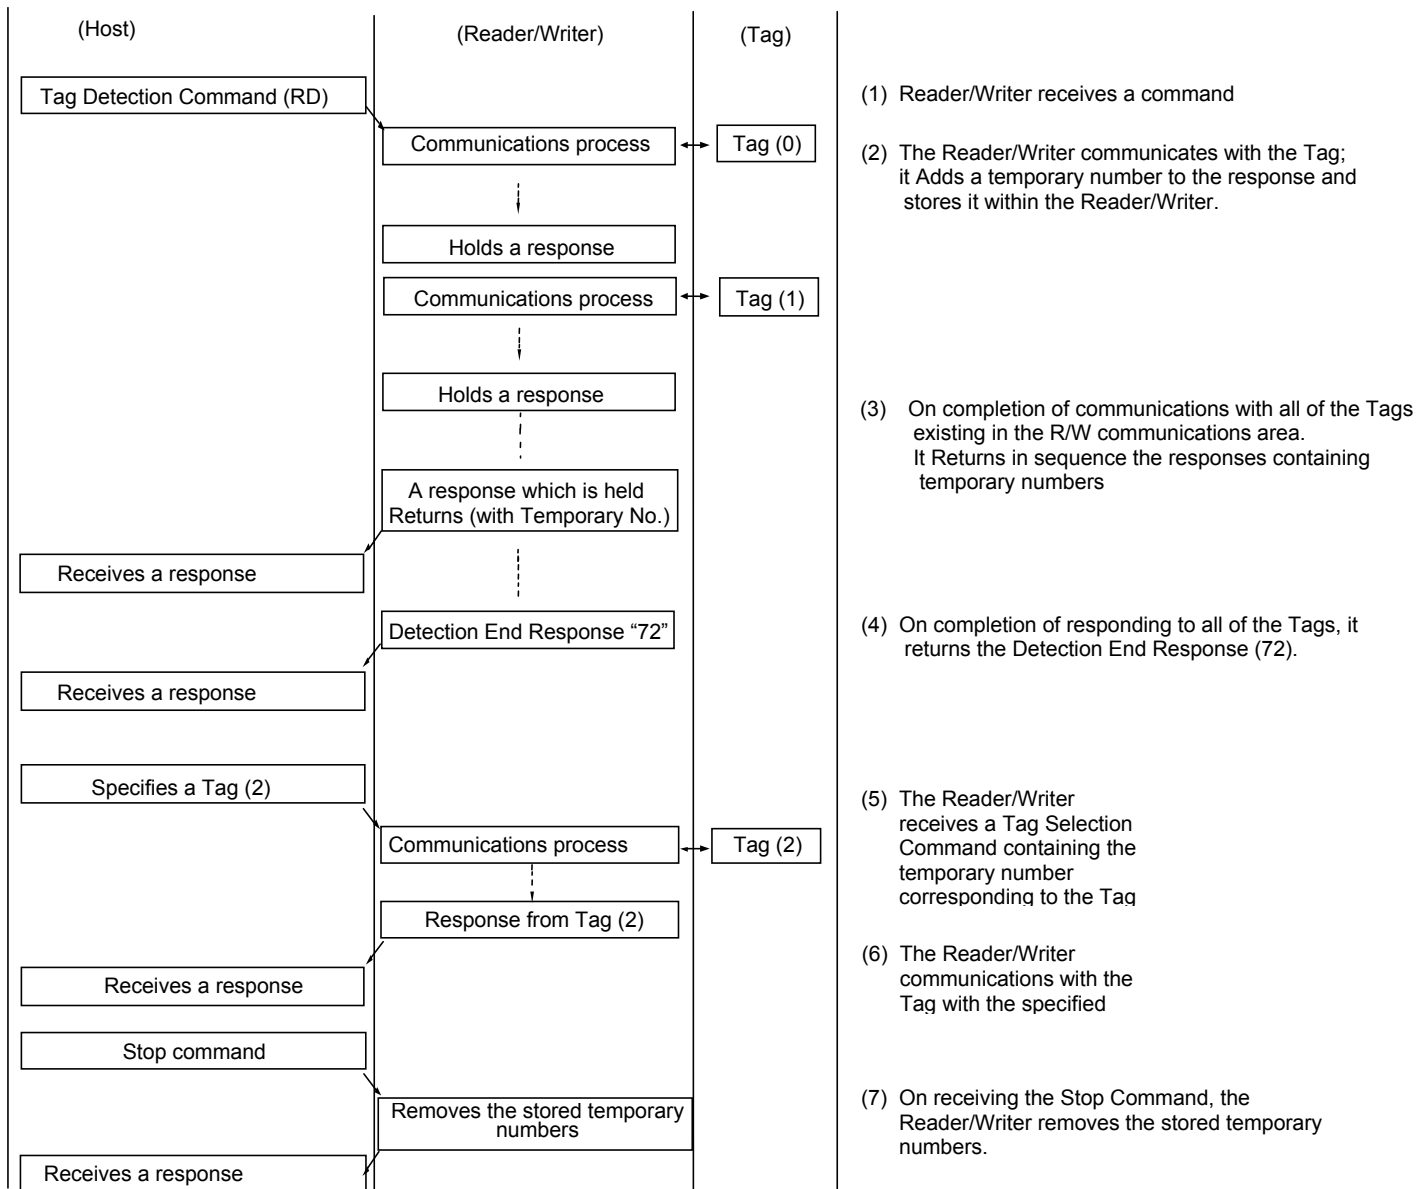 (Host)
(Reader/Writer)
(Tag)
Tag Detection Command (RD)
(1) Reader/Writer receives a command
Communications process
Tag (0)
(2) The Reader/Writer communicates with the Tag;
it Adds a temporary number to the response and
stores it within the Reader/Writer.
Holds a response
Communications process
Tag (1)
Holds a response
(3) On completion of communications with all of the Tags
existing in the R/W communications area.
It Returns in sequence the responses containing
temporary numbers
A response which is held
Returns (with Temporary No.)
Receives a response
Detection End Response “72”
(4) On completion of responding to all of the Tags, it
returns the Detection End Response (72).
Receives a response
Specifies a Tag (2)
(5) The Reader/Writer
receives a Tag Selection
Command containing the
temporary number
corresponding to the Tag
Communications process
Tag (2)
Response from Tag (2)
(6) The Reader/Writer
communications with the
Tag with the specified
Receives a response
Stop command
(7) On receiving the Stop Command, the
Reader/Writer removes the stored temporary
numbers.
Removes the stored temporary
numbers
Receives a response